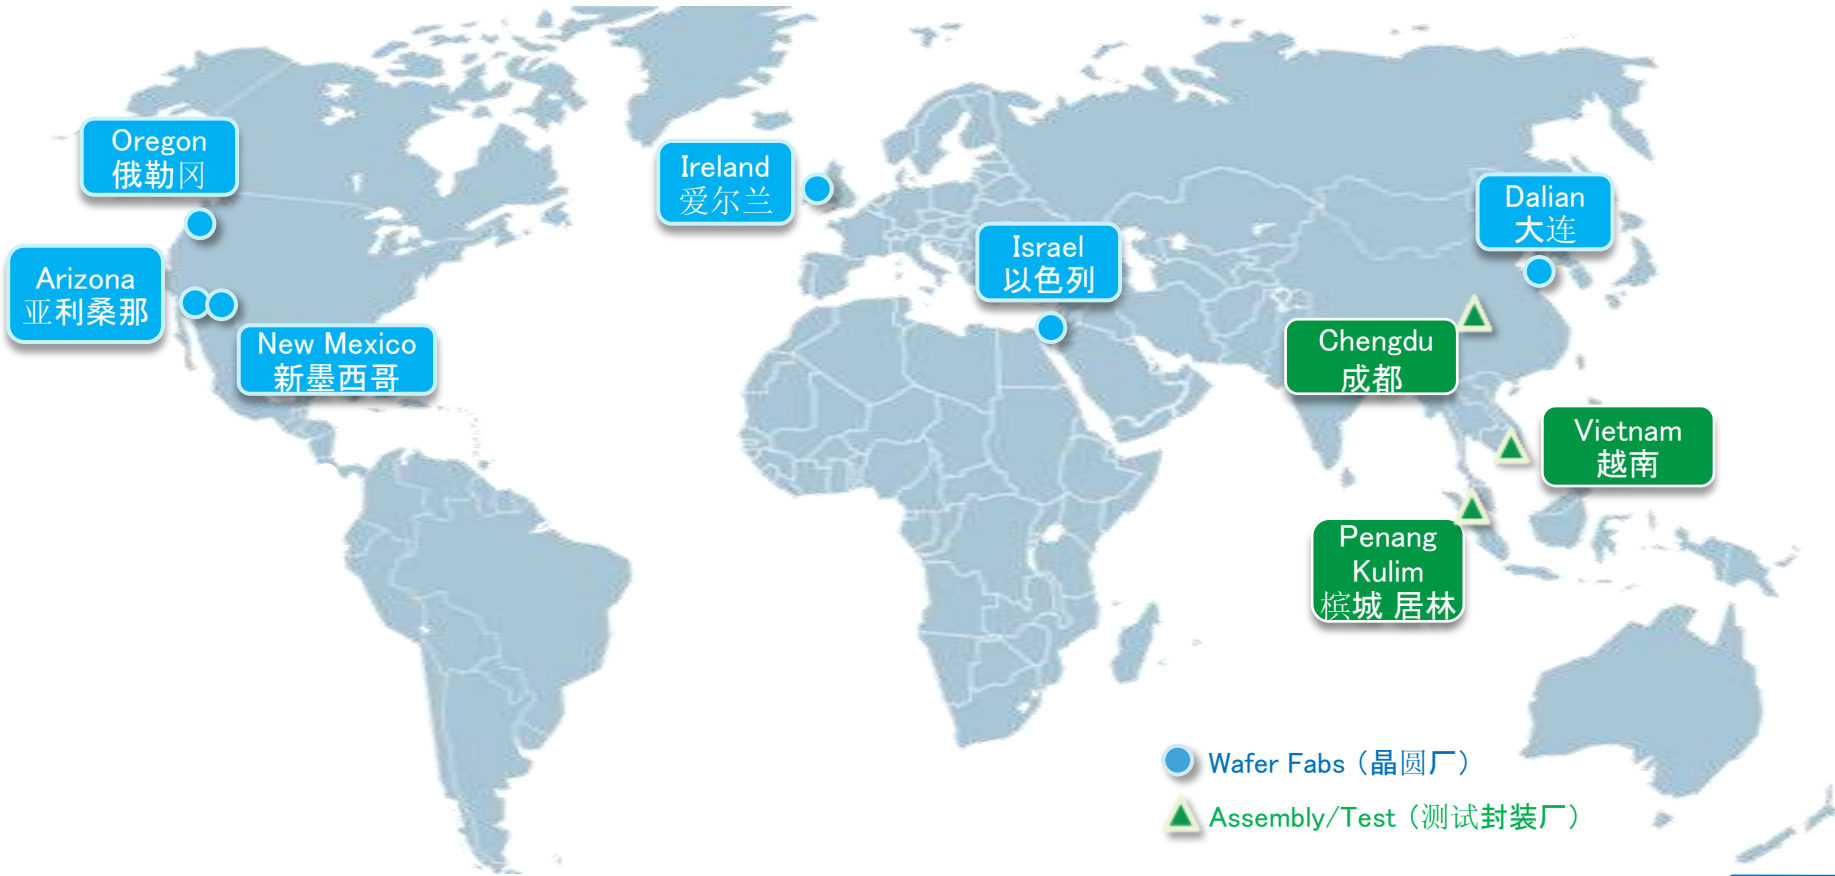 Oregon
俄勒冈
Ireland
爱尔兰
Dalian
大连
Israel
以色列
Arizona
亚利桑那
New Mexico
新墨西哥
Chengdu
成都
Vietnam
越南
Penang
Kulim
槟城 居林
Wafer Fabs (晶圆厂)
Assembly/Test (测试封装厂)